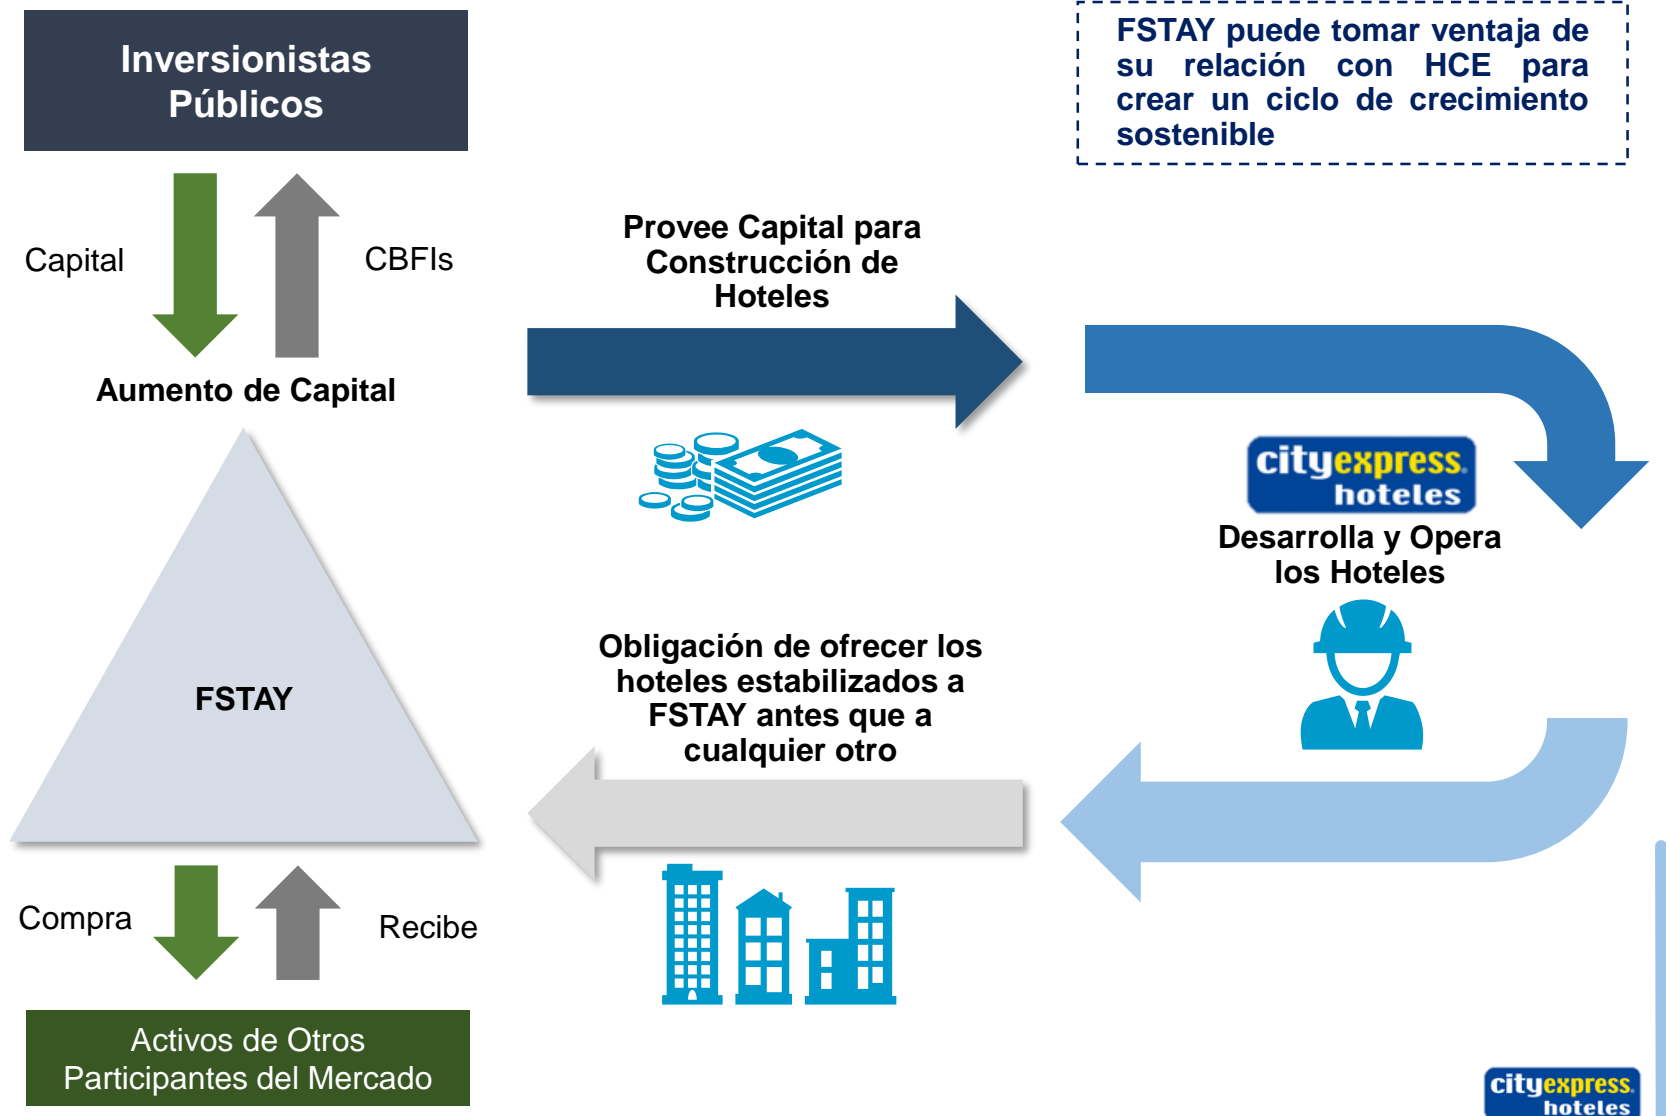 Inversionistas
Públicos
FSTAY puede tomar ventaja de
su relación con HCE para
crear un ciclo de crecimiento
sostenible
Capital
CBFIs
Provee Capital para
Construcción de
Hoteles
Aumento de Capital
cityexpress.
hoteles
Desarrolla y Opera
los Hoteles
Obligación de ofrecer los
hoteles estabilizados a
FSTAY antes que a
cualquier otro
FSTAY
Compra
Recibe
Activos de Otros
Participantes del Mercado
cityexpress.
hoteles